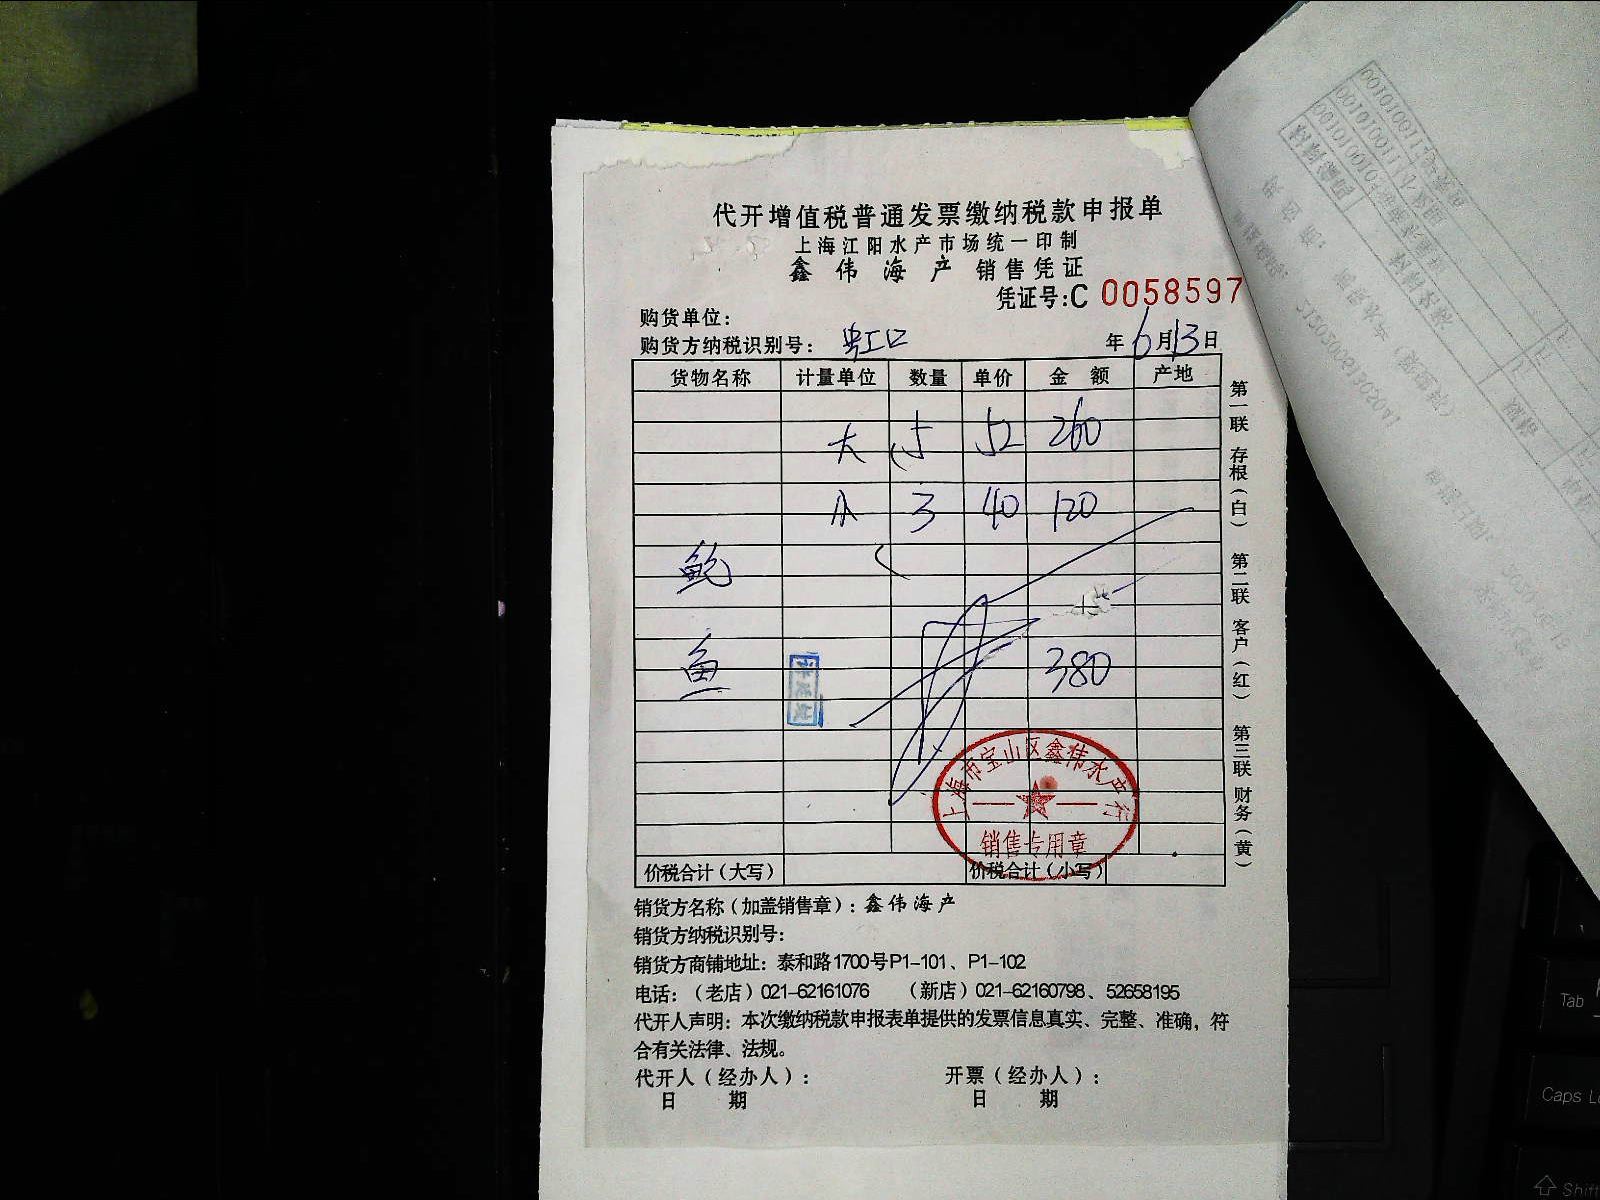 代开增值税普通发票缴纳税款申报单
上海江阳水产市场统一印制
鑫伟海产 销售凭证
凭证号:C 0058597
购货单位:
购货方纳税识别号: 虹口 年6月13日
货物名称 计量单位 数量 单价 金额 产地
大 5 52 260
小 3 40 120
鲍
鱼 380
上海市宝山区鑫伟水产行
销售专用章
价税合计(大写) 价税合计(小写)
第一联 存根(白) 第二联 客户(红) 第三联 财务(黄)
销货方名称(加盖销售章):鑫伟海产
销货方纳税识别号:
销货方商铺地址:泰和路1700号P1-101、P1-102
电话:(老店)021-62161076 (新店)021-62160798、52658195
代开人声明:本次缴纳税款申报表单提供的发票信息真实、完整、准确,符
合有关法律、法规。
代开人(经办人): 开票(经办人):
日 期 日 期
Tab
Caps
Shift